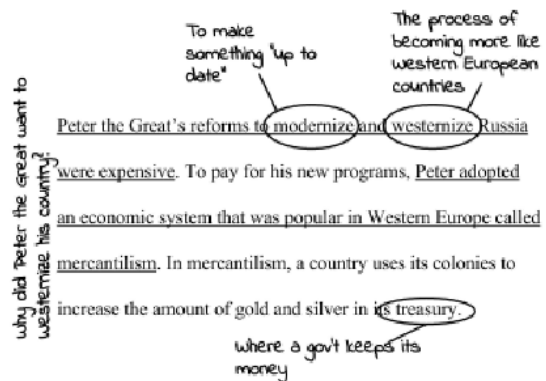 To make
something "up to
date"
The process of
becoming more like
western European
countries
Why did Peter the Great want to
westernize his country?
Peter the Great's reforms to modernize and westernize Russia
were expensive. To pay for his new programs, Peter adopted
an economic system that was popular in Western Europe called
mercantilism. In mercantilism, a country uses its colonies to
increase the amount of gold and silver in its treasury.
where a gov't keeps its
money